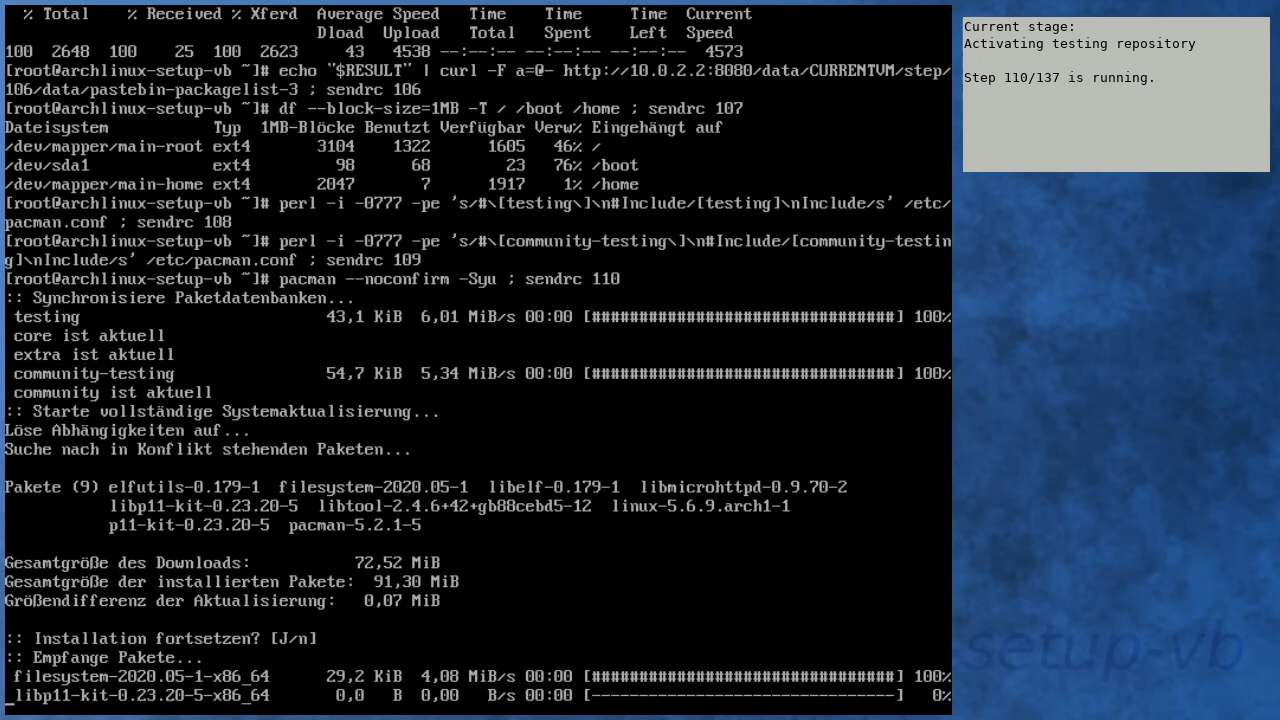 % Total    % Received % Xferd  Average Speed   Time    Time     Time  Current
                                 Dload  Upload   Total   Spent    Left  Speed
100  2648  100    25  100  2623     43   4538 --:--:-- --:--:-- --:--:--  4573
[root@archlinux-setup-vb ~]# echo "$RESULT" | curl -F a=@- http://10.0.2.2:8080/data/CURRENTVM/step/
106/data/pastebin-packagelist-3 ; sendrc 106
[root@archlinux-setup-vb ~]# df --block-size=1MB -T / /boot /home ; sendrc 107
Dateisystem           Typ  1MB-Blöcke Benutzt Verfügbar Verw% Eingehängt auf
/dev/mapper/main-root ext4       3104    1322      1605   46% /
/dev/sda1             ext4         98      68        23   76% /boot
/dev/mapper/main-home ext4       2047       7      1917    1% /home
[root@archlinux-setup-vb ~]# perl -i -0777 -pe 's/#\[testing\]\n#Include/[testing]\nInclude/s' /etc/
pacman.conf ; sendrc 108
[root@archlinux-setup-vb ~]# perl -i -0777 -pe 's/#\[community-testing\]\n#Include/[community-testin
g]\nInclude/s' /etc/pacman.conf ; sendrc 109
[root@archlinux-setup-vb ~]# pacman --noconfirm -Syu ; sendrc 110
:: Synchronisiere Paketdatenbanken...
 testing                          43,1 KiB  6,01 MiB/s 00:00 [################################] 100%
 core ist aktuell
 extra ist aktuell
 community-testing                54,7 KiB  5,34 MiB/s 00:00 [################################] 100%
 community ist aktuell
:: Starte vollständige Systemaktualisierung...
Löse Abhängigkeiten auf...
Suche nach in Konflikt stehenden Paketen...

Pakete (9) elfutils-0.179-1  filesystem-2020.05-1  libelf-0.179-1  libmicrohttpd-0.9.70-2
           libp11-kit-0.23.20-5  libtool-2.4.6+42+gb88cebd5-12  linux-5.6.9.arch1-1
           p11-kit-0.23.20-5  pacman-5.2.1-5

Gesamtgröße des Downloads:           72,52 MiB
Gesamtgröße der installierten Pakete:  91,30 MiB
Größendifferenz der Aktualisierung:   0,07 MiB

:: Installation fortsetzen? [J/n]
:: Empfange Pakete...
 filesystem-2020.05-1-x86_64      29,2 KiB  4,08 MiB/s 00:00 [################################] 100%
 libp11-kit-0.23.20-5-x86_64       0,0   B  0,00   B/s 00:00 [--------------------------------]   0%
Current stage:
Activating testing repository

Step 110/137 is running.
setup-vb